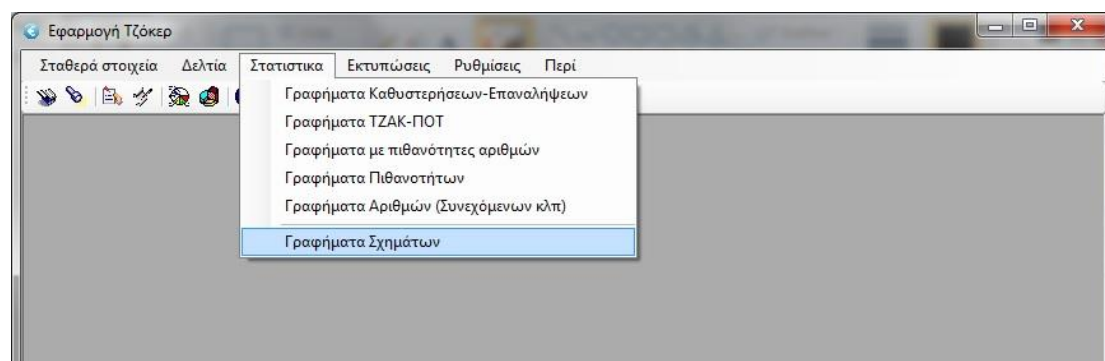 Εφαρμογή Τζόκερ
Σταθερά στοιχεία Δελτία Στατιστικα Εκτυπώσεις Ρυθμίσεις Περί
Γραφήματα Καθυστερήσεων-Επαναλήψεων
Γραφήματα ΤΖΑΚ-ΠΟΤ
Γραφήματα με πιθανότητες αριθμών
Γραφήματα Πιθανοτήτων
Γραφήματα Αριθμών (Συνεχόμενων κλπ)
Γραφήματα Σχημάτων